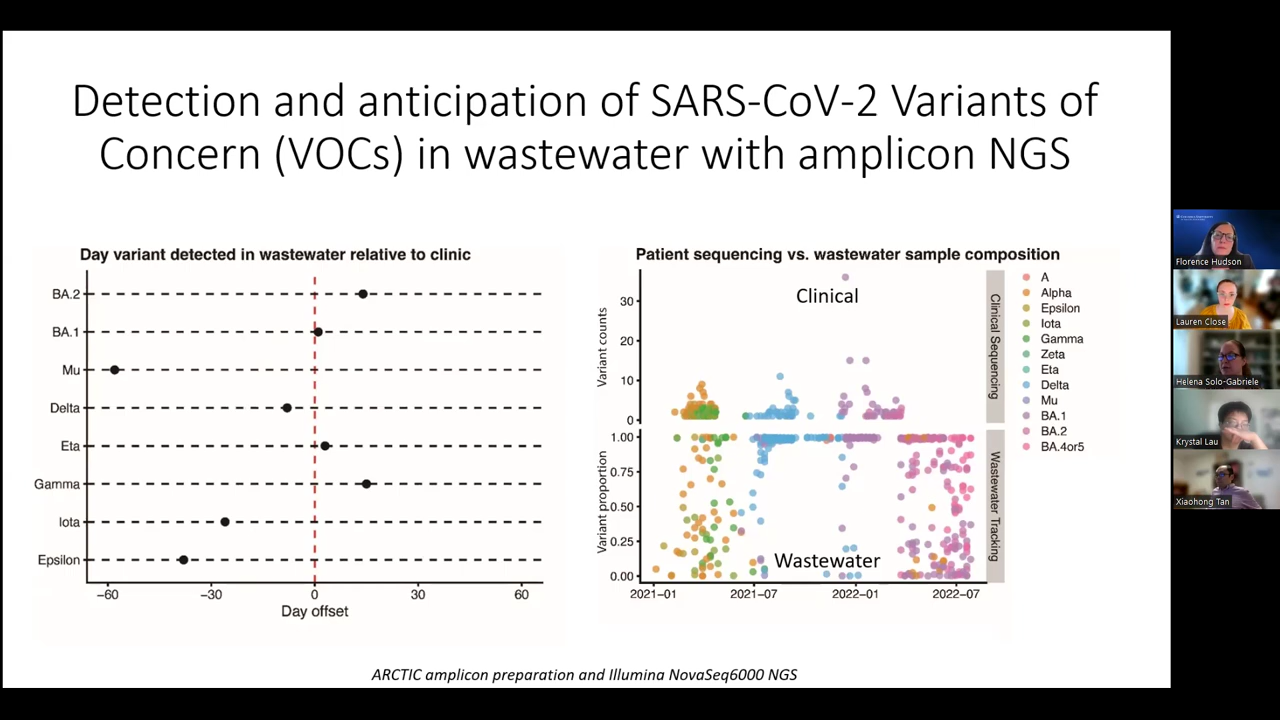 Detection and anticipation of SARS-CoV-2 Variants of
Concern (VOCs) in wastewater with amplicon NGS
Day variant detected in wastewater relative to clinic
BA.2
BA.1
Mu
Delta
Eta
Gamma
Iota
Epsilon
−60
−30
0
30
60
Day offset
Patient sequencing vs. wastewater sample composition
Clinical
Variant counts
30
20
10
0
Clinical Sequencing
Variant proportion
1.00
0.75
0.50
0.25
0.00
Wastewater
Wastewater Tracking
2021−01
2021−07
2022−01
2022−07
A
Alpha
Epsilon
Iota
Gamma
Zeta
Eta
Delta
Mu
BA.1
BA.2
BA.4or5
ARCTIC amplicon preparation and Illumina NovaSeq6000 NGS
Florence Hudson
Lauren Close
Helena Solo-Gabriele
Krystal Lau
Xiaohong Tan